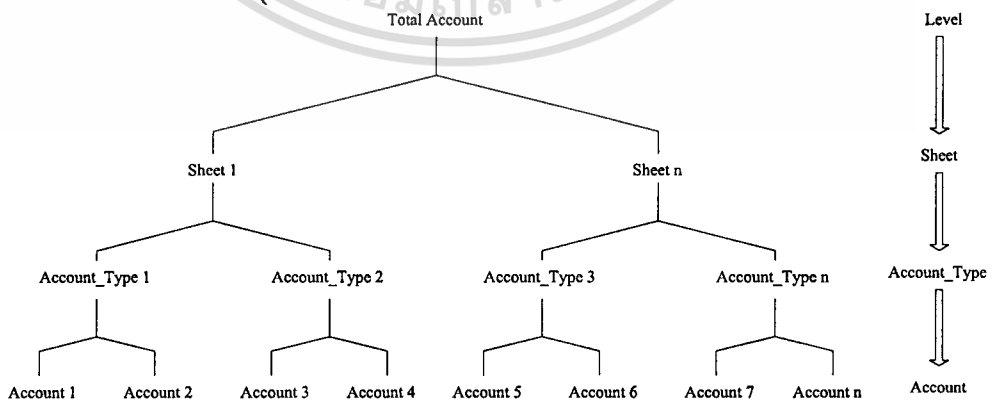 Total Account Level
Sheet 1 Sheet n Sheet
Account_Type 1 Account_Type 2 Account_Type 3 Account_Type n Account_Type
Account 1 Account 2 Account 3 Account 4 Account 5 Account 6 Account 7 Account n Account